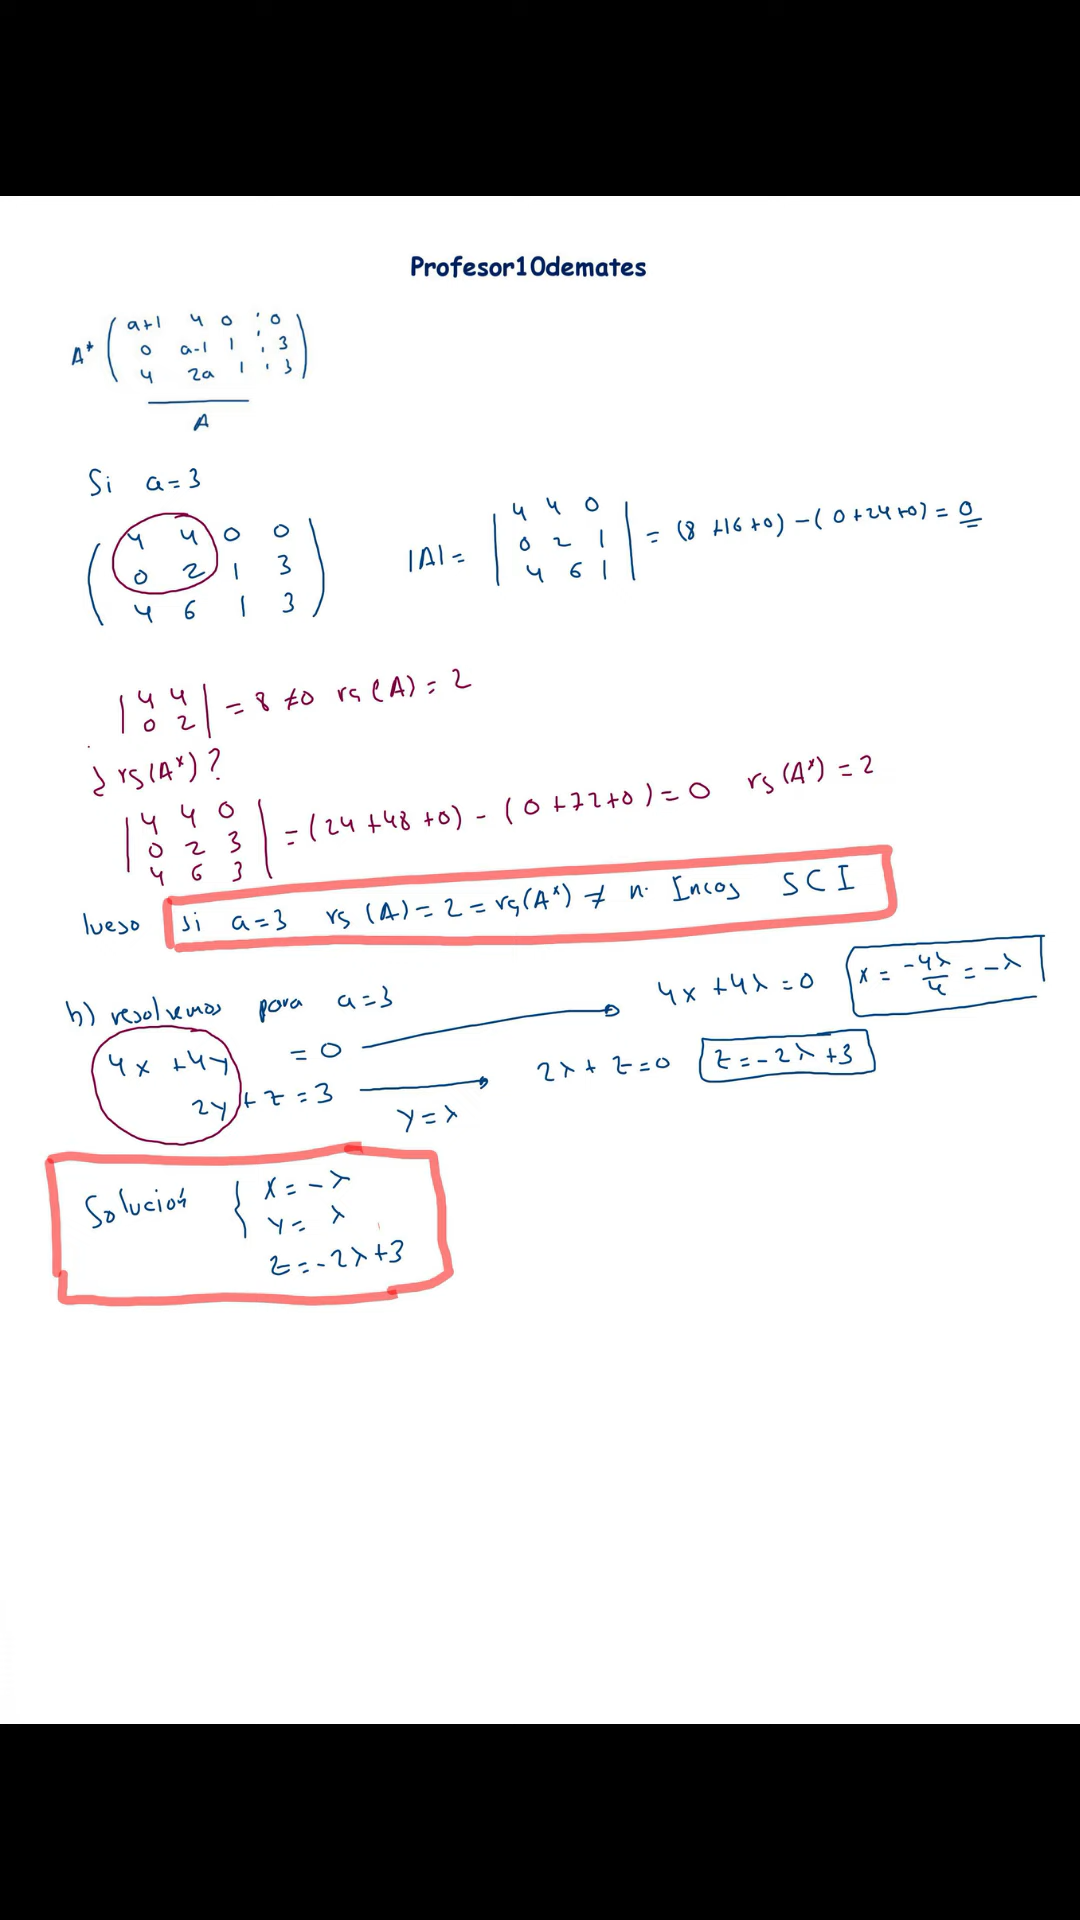 Profesor10demates
A* ( a+1 4 0 ¦ 0
0 a-1 1 ¦ 3
4 2a 1 ¦ 3 )
A
Si a=3
( 4 4 0 0
0 2 1 3
4 6 1 3 )
|A| = | 4 4 0
0 2 1
4 6 1 | = (8 +16+0) - (0+24+0) = 0
| 4 4
0 2 | = 8 ≠0 rg(A) = 2
¿rg(A*)?
| 4 4 0
0 2 3
4 6 3 | = (24 +48 +0) - (0+72+0) = 0 rg(A*) = 2
luego si a=3 rg(A) = 2 = rg(A*) ≠ n. Incog SCI
b) resolvemos para a=3
4x +4y = 0 → 4x +4λ = 0 x = -4λ/4 = -λ
2y + z = 3 → y=λ 2λ + z = 0 z = -2λ+3
Solución { x = -λ
y = λ
z = -2λ+3